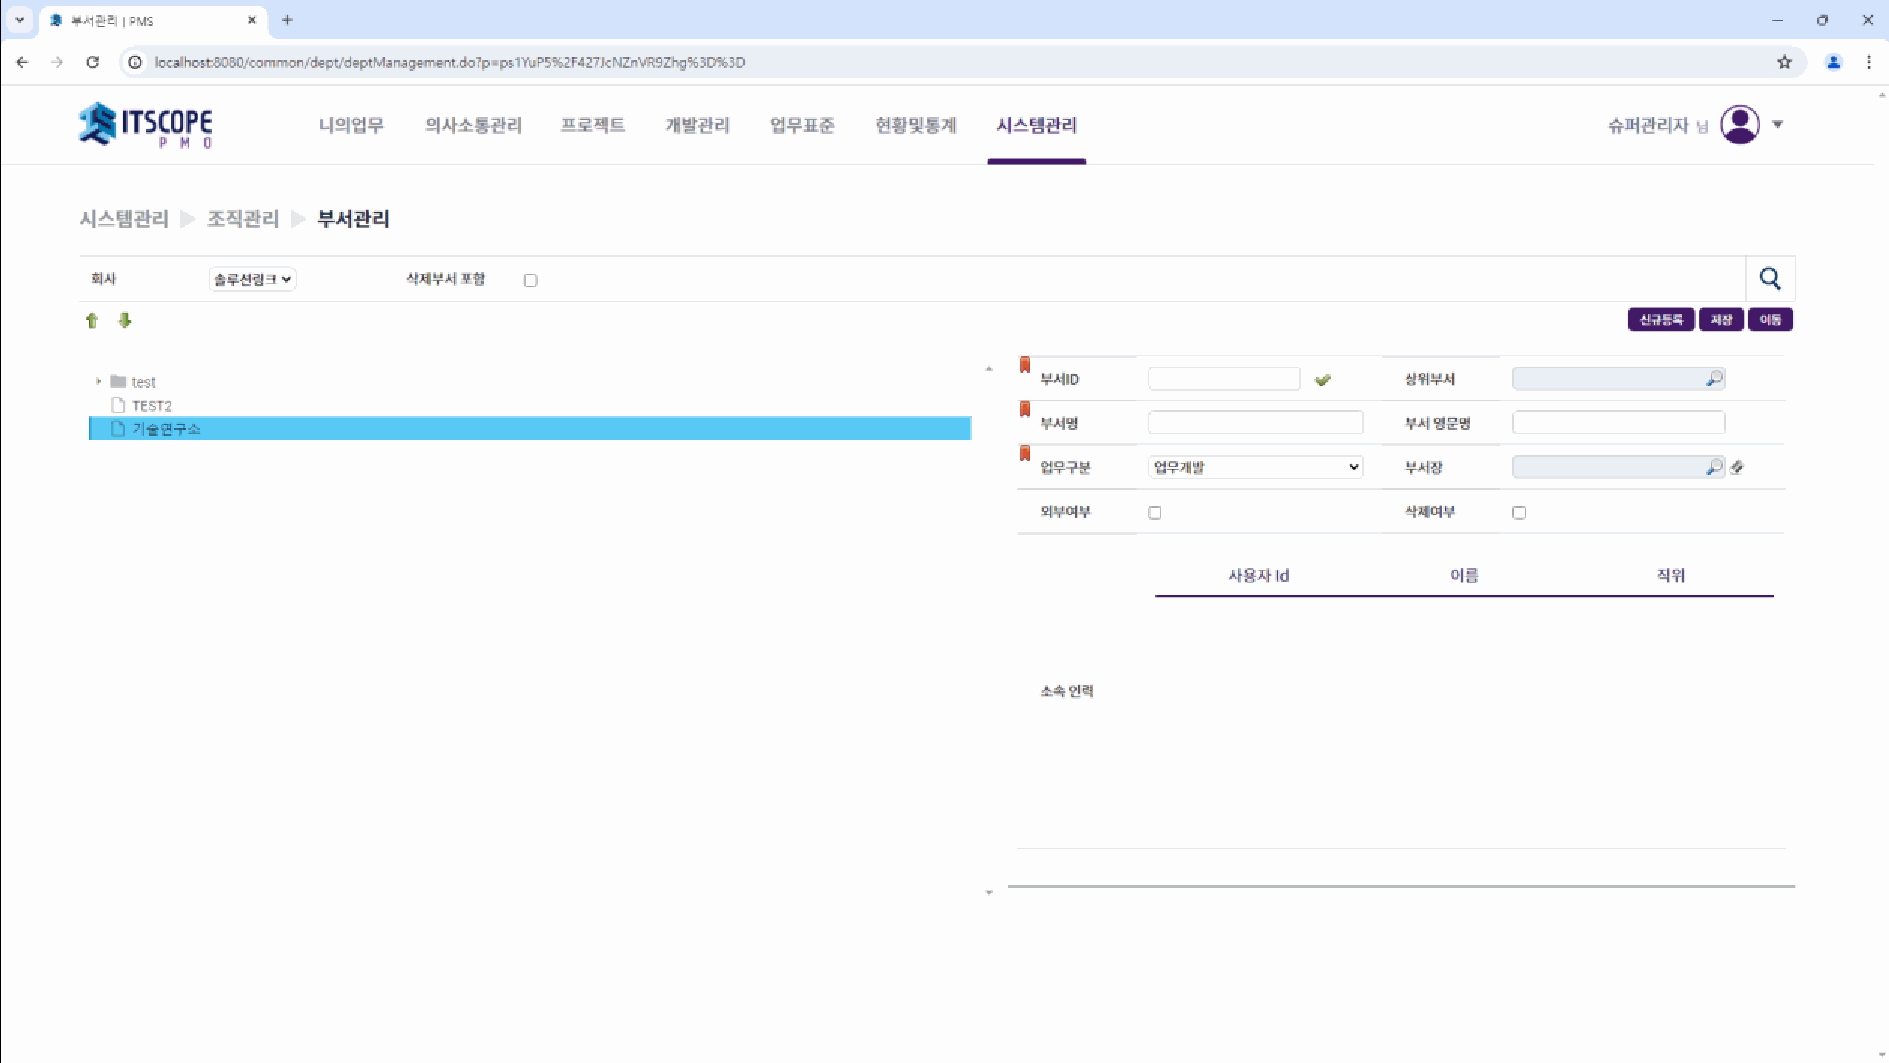 부서관리 | PMS
localhost:8080/common/dept/deptManagement.do?p=ps1YuP5%2F427JcNZnVR9Zhg%3D%3D
ITSCOPE
PMO
나의업무 의사소통관리 프로젝트 개발관리 업무표준 현황및통계 시스템관리
슈퍼관리자 님
시스템관리 조직관리 부서관리
회사 솔루션링크 삭제부서 포함
신규등록 저장 이동
test
TEST2
기술연구소
부서ID 상위부서
부서명 부서 영문명
업무구분 업무개발 부서장
외부여부 삭제여부
사용자 Id 이름 직위
소속 인력